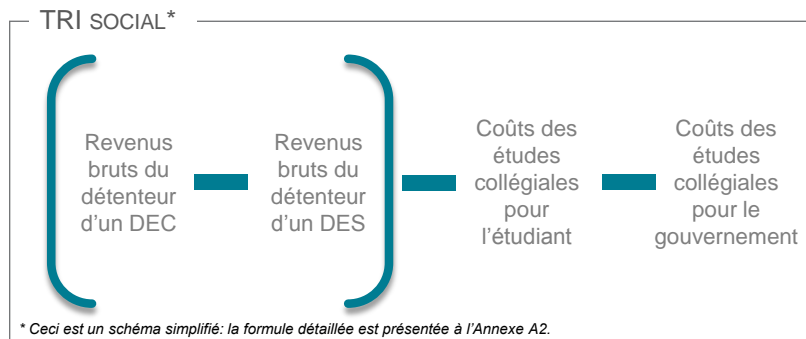 TRI SOCIAL*
Revenus
bruts du
détenteur
d'un DEC
Revenus
bruts du
détenteur
d'un DES
Coûts des
études
collégiales
pour
l'étudiant
Coûts des
études
collégiales
pour le
gouvernement
* Ceci est un schéma simplifié: la formule détaillée est présentée à l'Annexe A2.